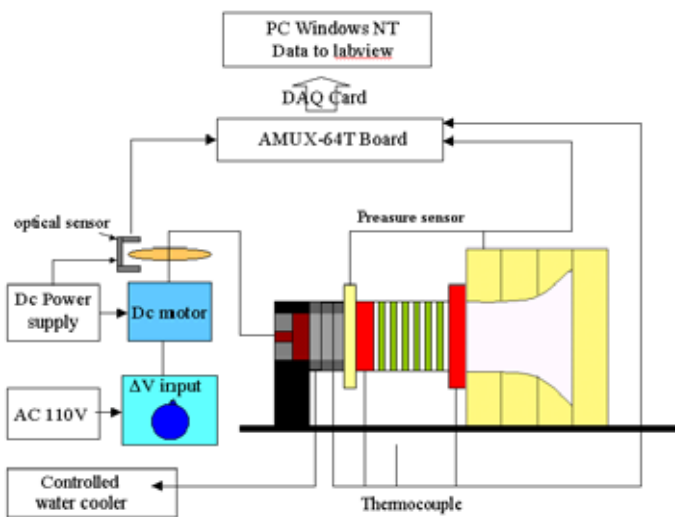 PC Windows NT
Data to labview
DAQ Card
AMUX-64T Board
optical sensor
Preasure sensor
Dc Power
supply
Dc motor
ΔV input
AC 110V
Controlled
water cooler
Thermocouple